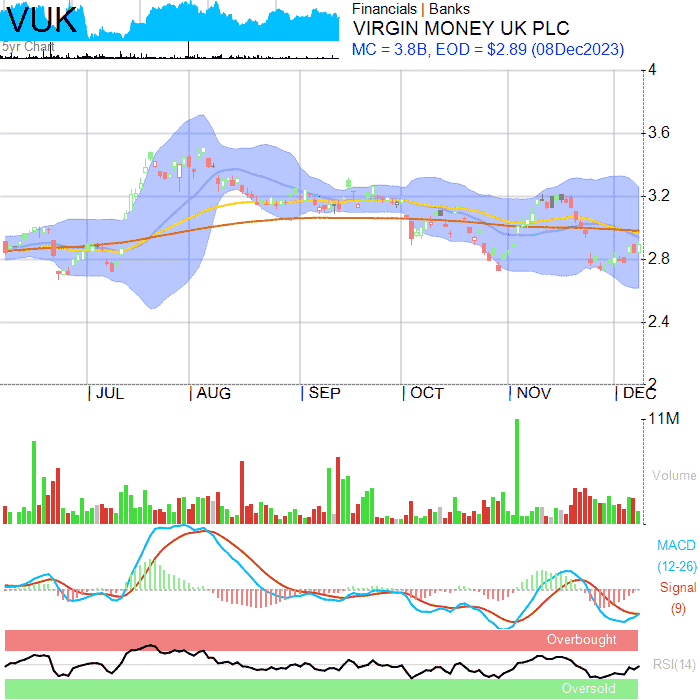 VUK
5yr Chart
Financials | Banks
VIRGIN MONEY UK PLC
MC = 3.8B, EOD = $2.89 (08Dec2023)
4
3.6
3.2
2.8
2.4
2
| JUL | AUG | SEP | OCT | NOV | DEC
11M
Volume
MACD
(12-26)
Signal
(9)
Overbought
RSI(14)
Oversold